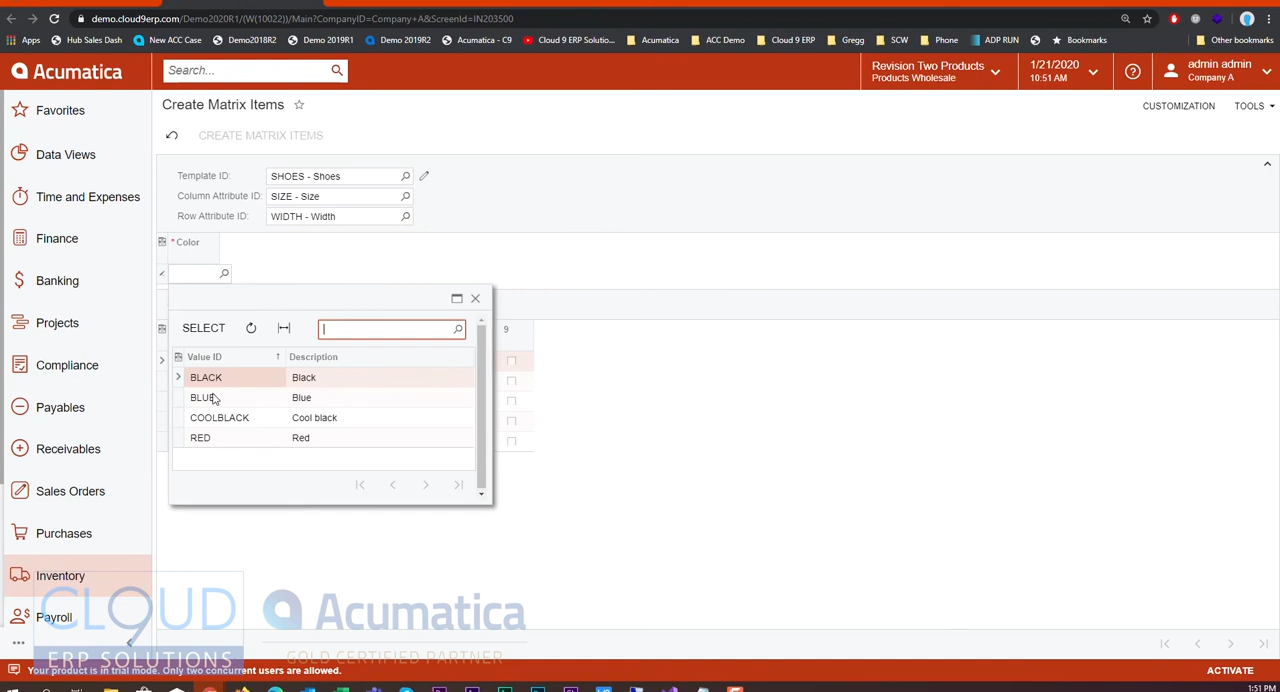 demo.cloud9erp.com/Demo2020R1/(W(10022))/Main?CompanyID=Company+A&ScreenId=IN203500
Apps Hub Sales Dash New ACC Case Demo2018R2 Demo 2019R1 Demo 2019R2 Acumatica - C9 Cloud 9 ERP Solutio... Acumatica ACC Demo Cloud 9 ERP Gregg SCW Phone ADP RUN Bookmarks Other bookmarks
Acumatica
Search...
Revision Two Products
Products Wholesale
1/21/2020
10:51 AM
admin admin
Company A
Favorites
Data Views
Time and Expenses
Finance
Banking
Projects
Compliance
Payables
Receivables
Sales Orders
Purchases
Inventory
Payroll
Create Matrix Items
CUSTOMIZATION TOOLS
CREATE MATRIX ITEMS
Template ID: SHOES - Shoes
Column Attribute ID: SIZE - Size
Row Attribute ID: WIDTH - Width
* Color
9
SELECT
Value ID Description
BLACK Black
BLUE Blue
COOLBLACK Cool black
RED Red
CLOUD 9
ERP SOLUTIONS
Acumatica
GOLD CERTIFIED PARTNER
Your product is in trial mode. Only two concurrent users are allowed.
ACTIVATE
1:51 PM